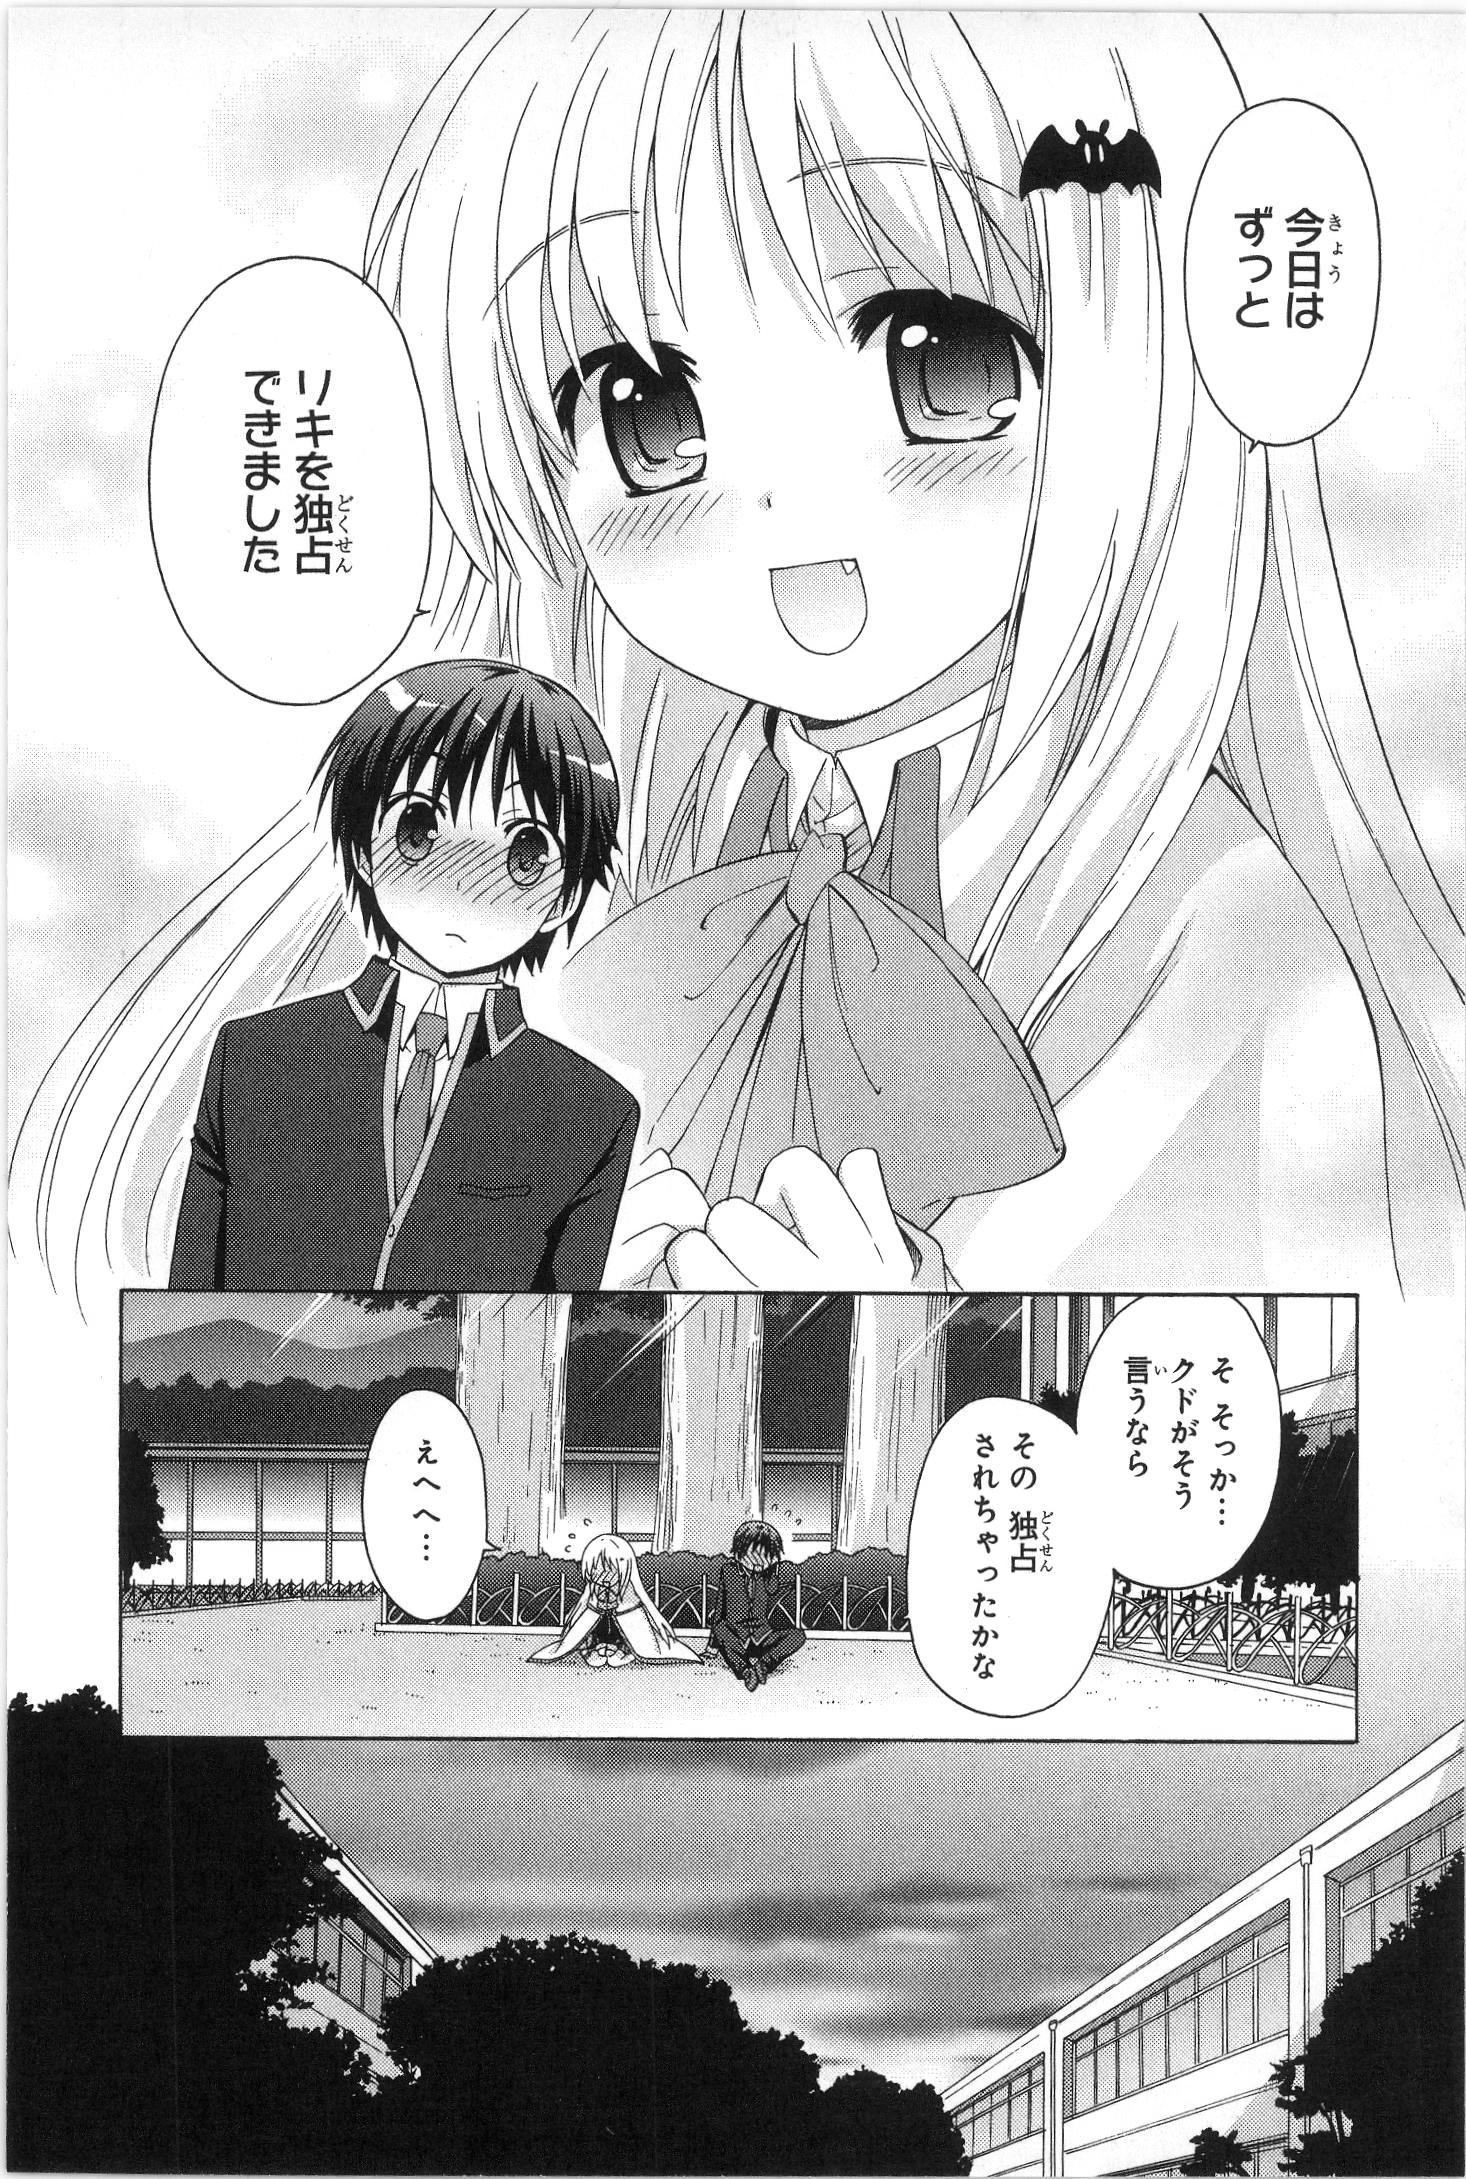 今日は
ずっと
リキを独占
できました
そ そっか…
クドがそう
言うなら
その 独占
されちゃったかな
えへへ…